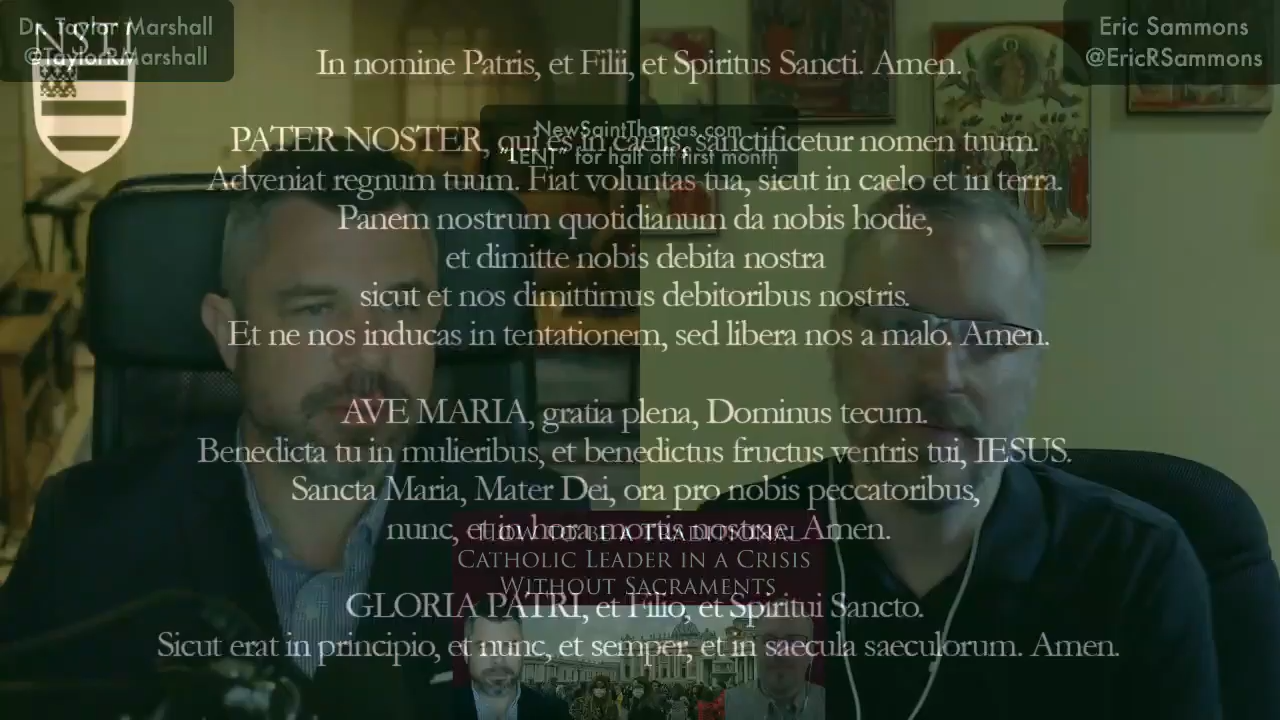 Dr. Taylor Marshall
@TaylorRMarshall
NSTI
Eric Sammons
@EricRSammons
In nomine Patris, et Filii, et Spiritus Sancti. Amen.
NewSaintThomas.com
"LENT" for half off first month
PATER NOSTER, qui es in caelis, sanctificetur nomen tuum.
Adveniat regnum tuum. Fiat voluntas tua, sicut in caelo et in terra.
Panem nostrum quotidianum da nobis hodie,
et dimitte nobis debita nostra
sicut et nos dimittimus debitoribus nostris.
Et ne nos inducas in tentationem, sed libera nos a malo. Amen.
AVE MARIA, gratia plena, Dominus tecum.
Benedicta tu in mulieribus, et benedictus fructus ventris tui, IESUS.
Sancta Maria, Mater Dei, ora pro nobis peccatoribus,
nunc, et in hora mortis nostrae. Amen.
HOW TO BE A TRADITIONAL
CATHOLIC LEADER IN A CRISIS
WITHOUT SACRAMENTS
GLORIA PATRI, et Filio, et Spiritui Sancto.
Sicut erat in principio, et nunc, et semper, et in saecula saeculorum. Amen.